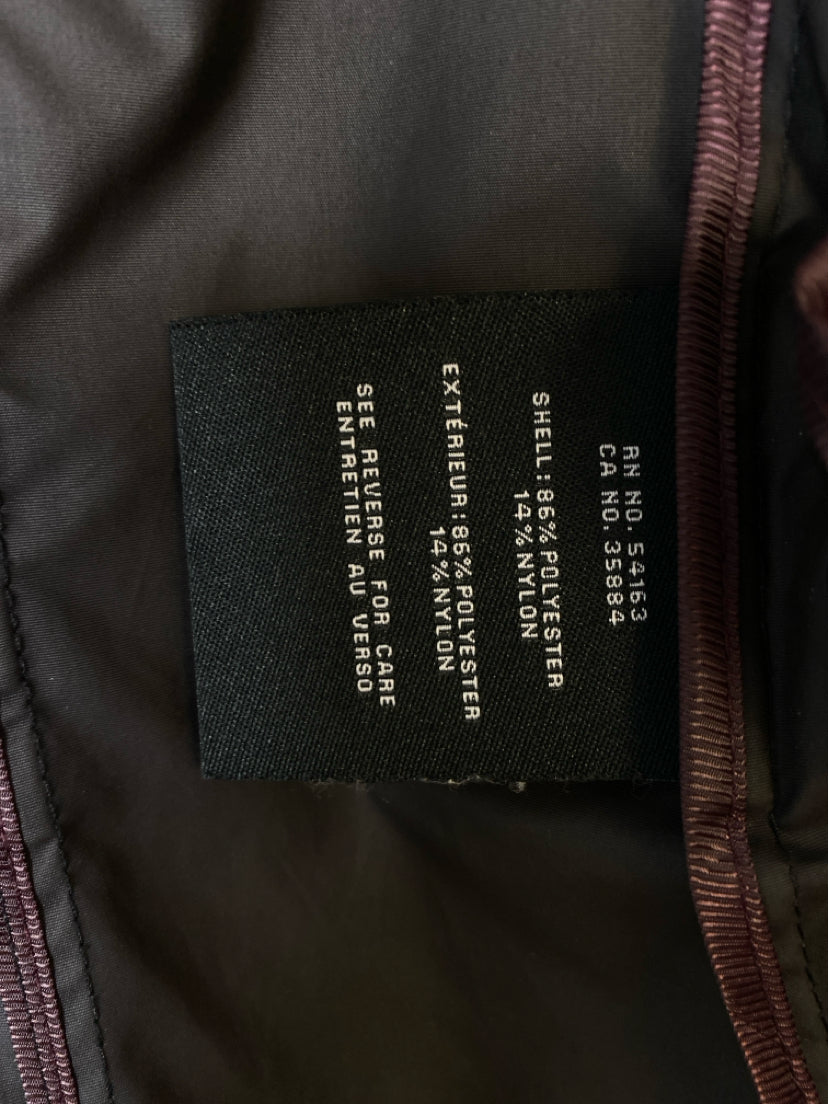 RN NO. 54163
CA NO. 35884
SHELL: 86% POLYESTER
14% NYLON
EXTÉRIEUR: 86% POLYESTER
14% NYLON
SEE REVERSE FOR CARE
ENTRETIEN AU VERSO